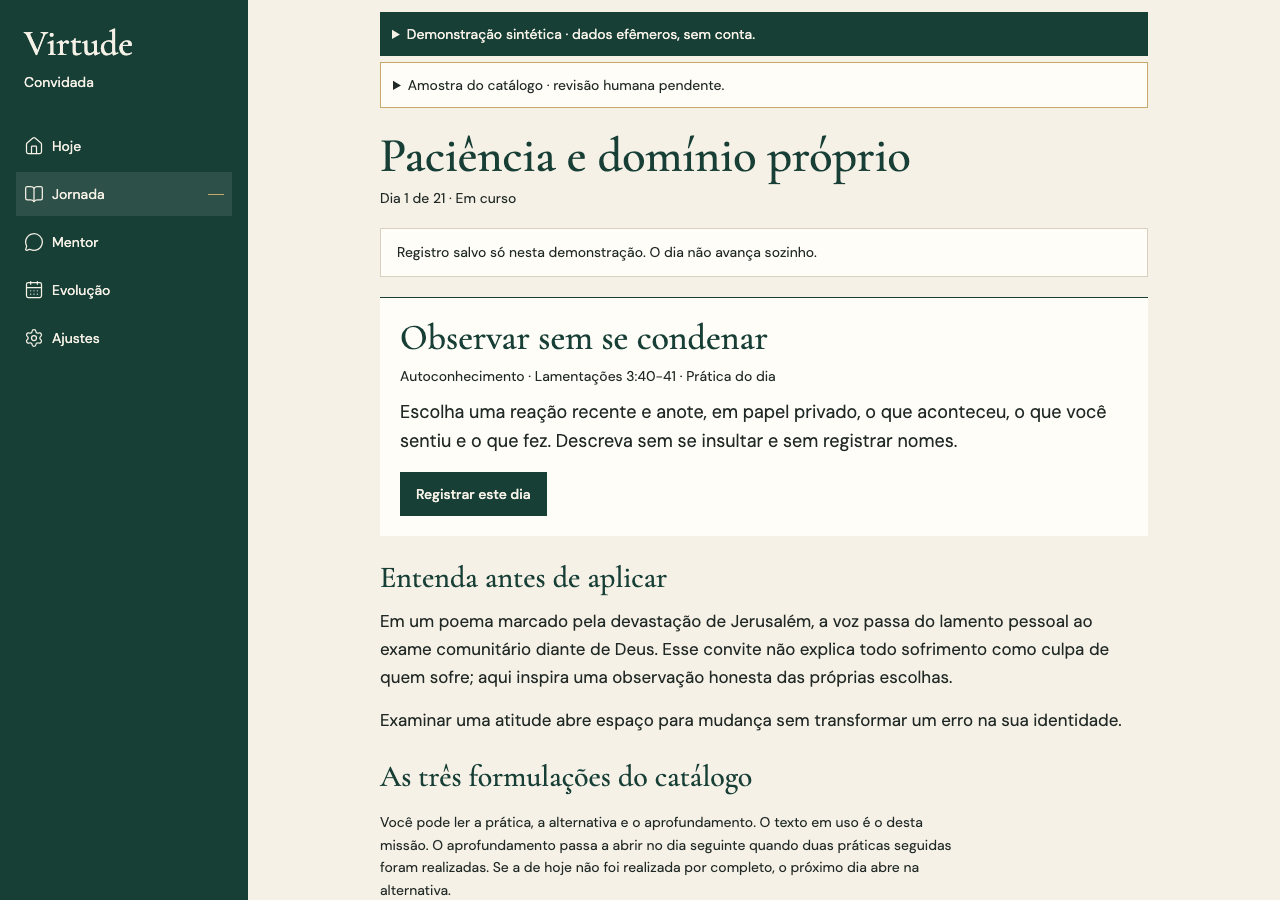 Virtude
Convidada
Hoje
Jornada
Mentor
Evolução
Ajustes
Demonstração sintética · dados efêmeros, sem conta.
Amostra do catálogo · revisão humana pendente.
Paciência e domínio próprio
Dia 1 de 21 · Em curso
Registro salvo só nesta demonstração. O dia não avança sozinho.
Observar sem se condenar
Autoconhecimento · Lamentações 3:40-41 · Prática do dia
Escolha uma reação recente e anote, em papel privado, o que aconteceu, o que você
sentiu e o que fez. Descreva sem se insultar e sem registrar nomes.
Registrar este dia
Entenda antes de aplicar
Em um poema marcado pela devastação de Jerusalém, a voz passa do lamento pessoal ao
exame comunitário diante de Deus. Esse convite não explica todo sofrimento como culpa de
quem sofre; aqui inspira uma observação honesta das próprias escolhas.
Examinar uma atitude abre espaço para mudança sem transformar um erro na sua identidade.
As três formulações do catálogo
Você pode ler a prática, a alternativa e o aprofundamento. O texto em uso é o desta
missão. O aprofundamento passa a abrir no dia seguinte quando duas práticas seguidas
foram realizadas. Se a de hoje não foi realizada por completo, o próximo dia abre na
alternativa.